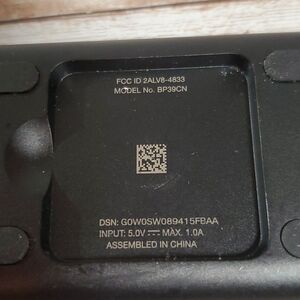 FCC ID 2ALV8-4833
MODEL No. BP39CN
DSN: G0W0SW089415FBAA
INPUT: 5.0V ⎓ MAX. 1.0A
ASSEMBLED IN CHINA